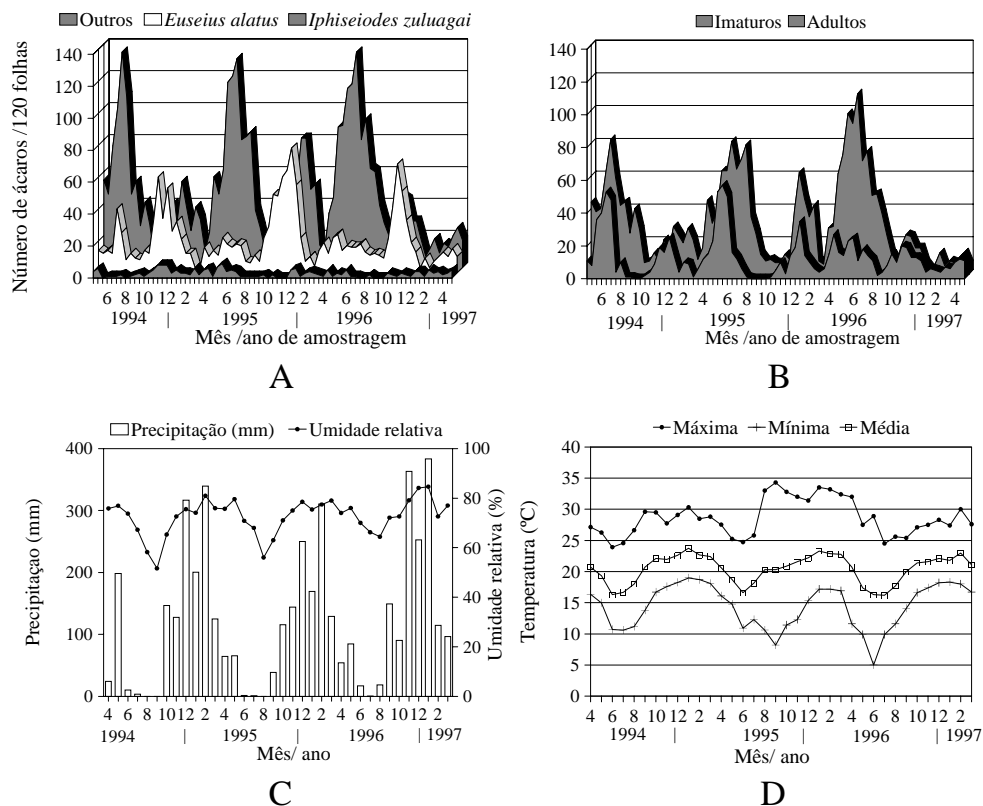 Outros Euseius alatus Iphiseiodes zuluagai
Número de ácaros /120 folhas
140
120
100
80
60
40
20
0
6 8 10 12 2 4 6 8 10 12 2 4 6 8 10 12 2 4
1994 | 1995 | 1996 | 1997
Mês /ano de amostragem
A
Imaturos Adultos
140
120
100
80
60
40
20
0
6 8 10 12 2 4 6 8 10 12 2 4 6 8 10 12 2 4
1994 | 1995 | 1996 | 1997
Mês /ano de amostragem
B
Precipitação (mm) Umidade relativa
Precipitaçao (mm)
400
300
200
100
0
100
80
60
40
20
0
Umidade relativa (%)
4 6 8 10 12 2 4 6 8 10 12 2 4 6 8 10 12 2
1994 | 1995 | 1996 | 1997
Mês/ ano
C
Máxima Mínima Média
Temperatura (ºC)
40
35
30
25
20
15
10
5
0
4 6 8 10 12 2 4 6 8 10 12 2 4 6 8 10 12 2
1994 | 1995 | 1996 | 1997
Mês/ ano
D